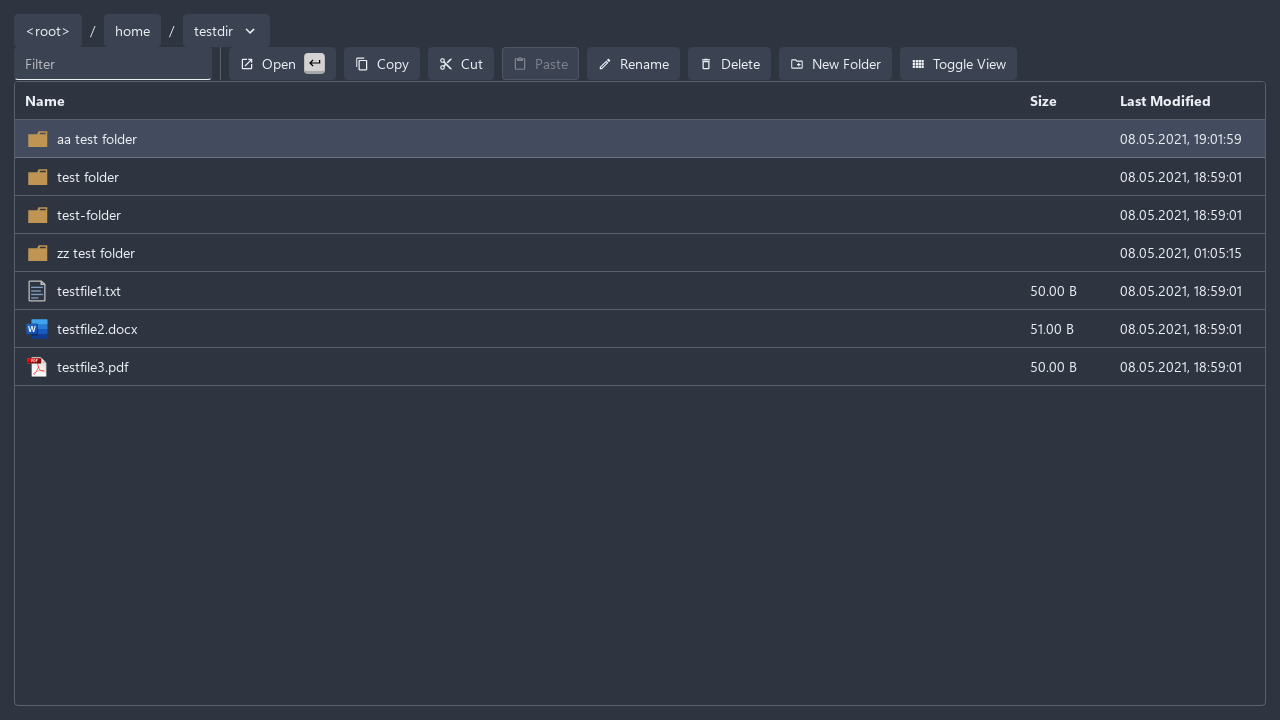 <root> / home / testdir
Filter Open Copy Cut Paste Rename Delete New Folder Toggle View
Name Size Last Modified
aa test folder 08.05.2021, 19:01:59
test folder 08.05.2021, 18:59:01
test-folder 08.05.2021, 18:59:01
zz test folder 08.05.2021, 01:05:15
testfile1.txt 50.00 B 08.05.2021, 18:59:01
W testfile2.docx 51.00 B 08.05.2021, 18:59:01
PDF testfile3.pdf 50.00 B 08.05.2021, 18:59:01